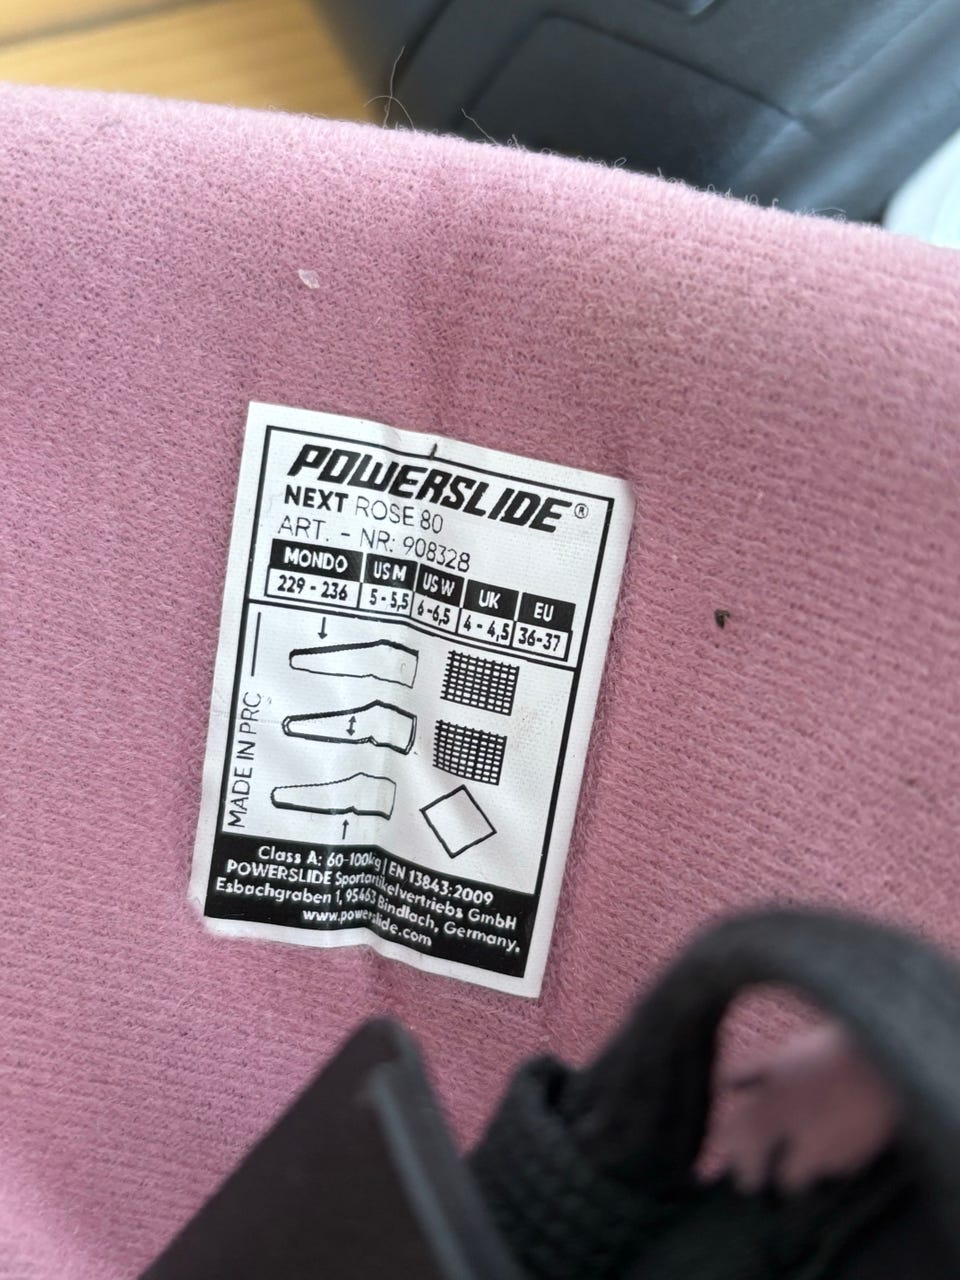 POWERSLIDE®
NEXT ROSE 80
ART. - NR: 908328
MONDO US M US W UK EU
229 - 236 5 - 5,5 6 -6,5 4 - 4,5 36-37
MADE IN PRC
Class A: 60-100kg | EN 13843:2009
POWERSLIDE Sportartikelvertriebs GmbH
Esbachgraben 1, 95463 Bindlach, Germany.
www.powerslide.com